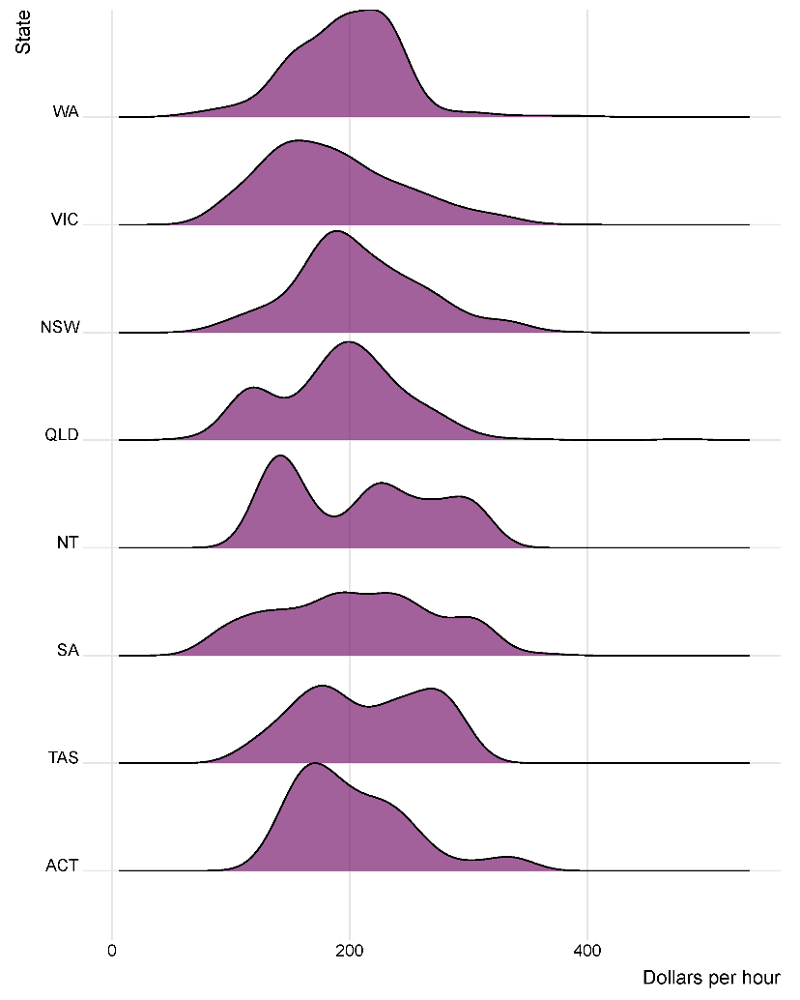 State
WA
VIC
NSW
QLD
NT
SA
TAS
ACT
0 200 400
Dollars per hour